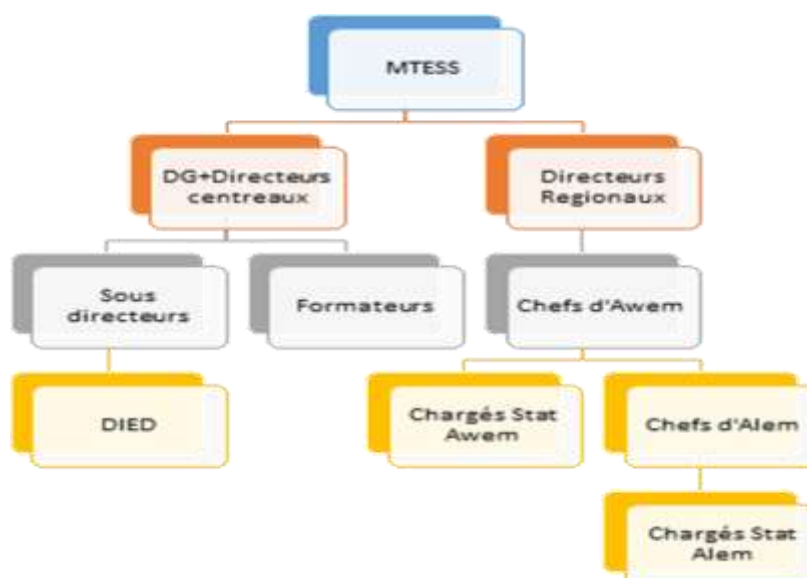 MTESS
DG+Directeurs
centreaux
Directeurs
Regionaux
Sous
directeurs
Formateurs
Chefs d'Awem
DIED
Chargés Stat
Awem
Chefs d'Alem
Chargés Stat
Alem